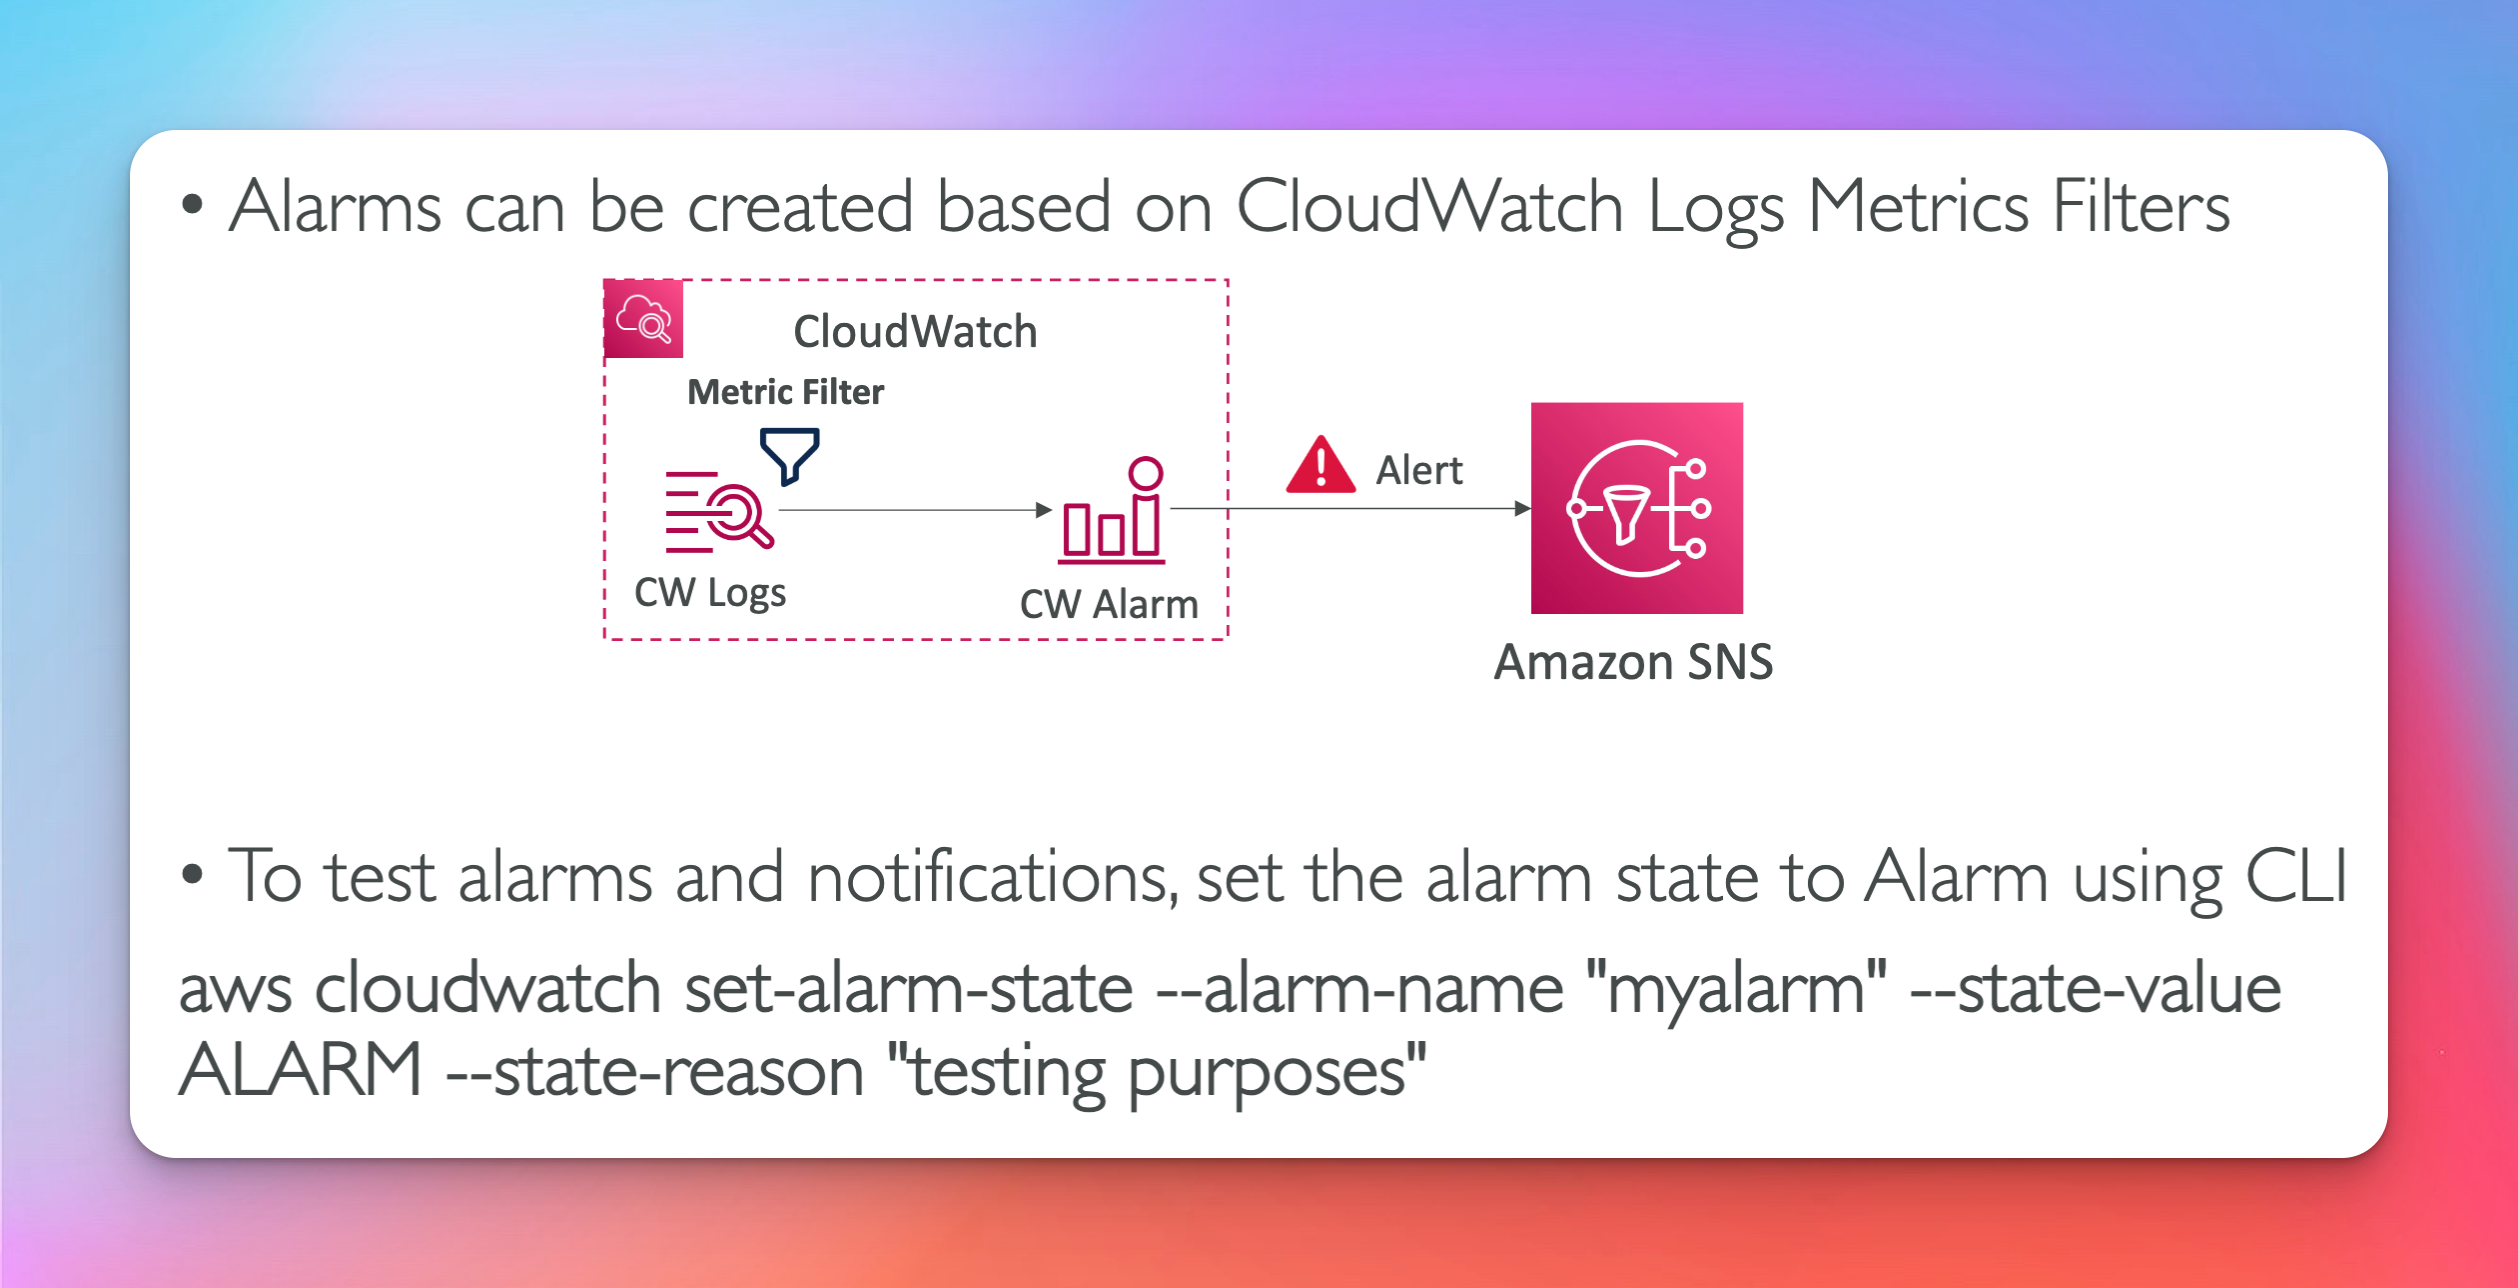 • Alarms can be created based on CloudWatch Logs Metrics Filters
CloudWatch
Metric Filter
CW Logs
CW Alarm
Alert
Amazon SNS
• To test alarms and notifications, set the alarm state to Alarm using CLI
aws cloudwatch set-alarm-state --alarm-name "myalarm" --state-value
ALARM --state-reason "testing purposes"